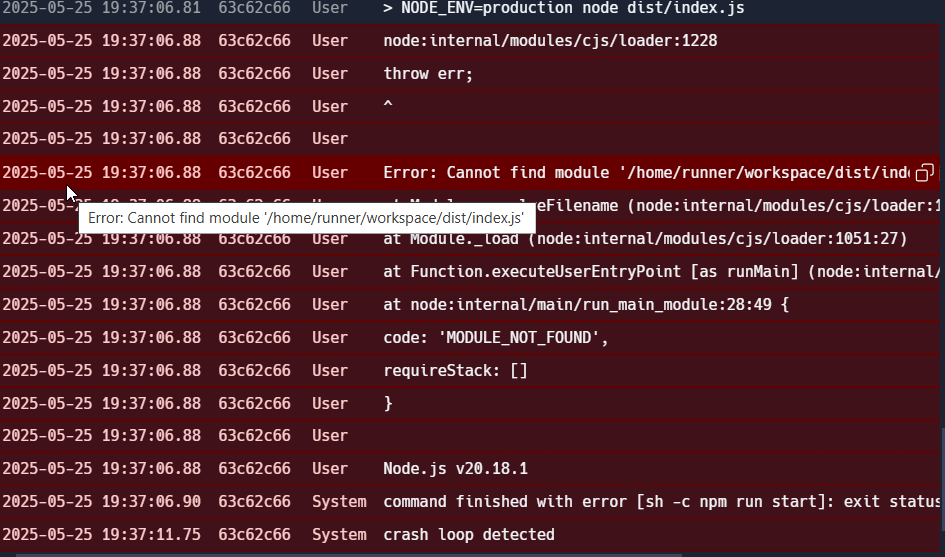 2025-05-25 19:37:06.81 63c62c66 User > NODE_ENV=production node dist/index.js
2025-05-25 19:37:06.88 63c62c66 User node:internal/modules/cjs/loader:1228
2025-05-25 19:37:06.88 63c62c66 User throw err;
2025-05-25 19:37:06.88 63c62c66 User ^
2025-05-25 19:37:06.88 63c62c66 User
2025-05-25 19:37:06.88 63c62c66 User Error: Cannot find module '/home/runner/workspace/dist/ind
Error: Cannot find module '/home/runner/workspace/dist/index.js'
2025-05-25 19:37:06.88 63c62c66 User (node:internal/modules/cjs/loader:1
2025-05-25 19:37:06.88 63c62c66 User at Module._load (node:internal/modules/cjs/loader:1051:27)
2025-05-25 19:37:06.88 63c62c66 User at Function.executeUserEntryPoint [as runMain] (node:internal/
2025-05-25 19:37:06.88 63c62c66 User at node:internal/main/run_main_module:28:49 {
2025-05-25 19:37:06.88 63c62c66 User code: 'MODULE_NOT_FOUND',
2025-05-25 19:37:06.88 63c62c66 User requireStack: []
2025-05-25 19:37:06.88 63c62c66 User }
2025-05-25 19:37:06.88 63c62c66 User
2025-05-25 19:37:06.88 63c62c66 User Node.js v20.18.1
2025-05-25 19:37:06.90 63c62c66 System command finished with error [sh -c npm run start]: exit status
2025-05-25 19:37:11.75 63c62c66 System crash loop detected